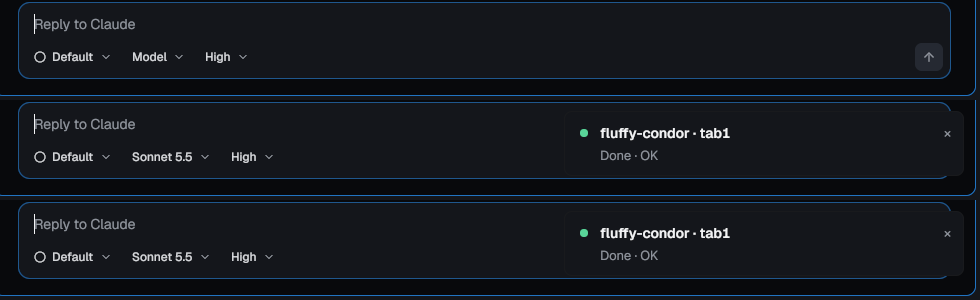 Reply to Claude
Default Model High
Reply to Claude
fluffy-condor · tab1 ×
Default Sonnet 5.5 High
Done · OK
Reply to Claude
fluffy-condor · tab1 ×
Default Sonnet 5.5 High
Done · OK